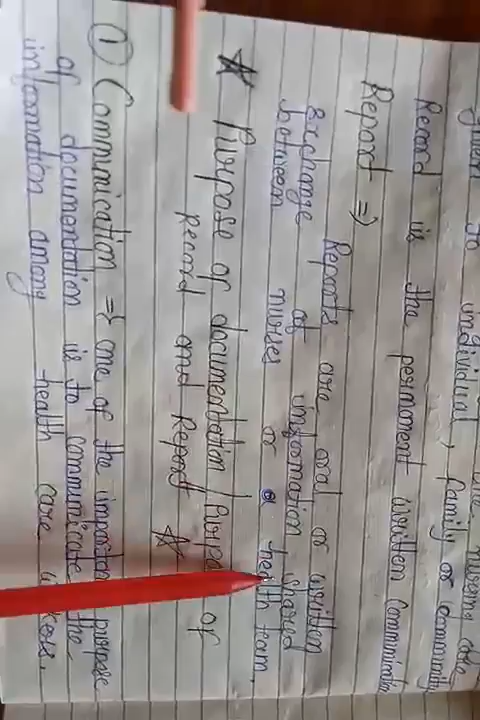 given to individual, family or community
Record is the permanent written communication
Report ⇒
Reports are oral or written
exchange of information shared
between nurses or a health team.
☆ Purpose of documentation / Purpose of
record and Report ☆
① Communication ⇒ one of the important purpose
of documentation is to communicate the
information among health care workers.